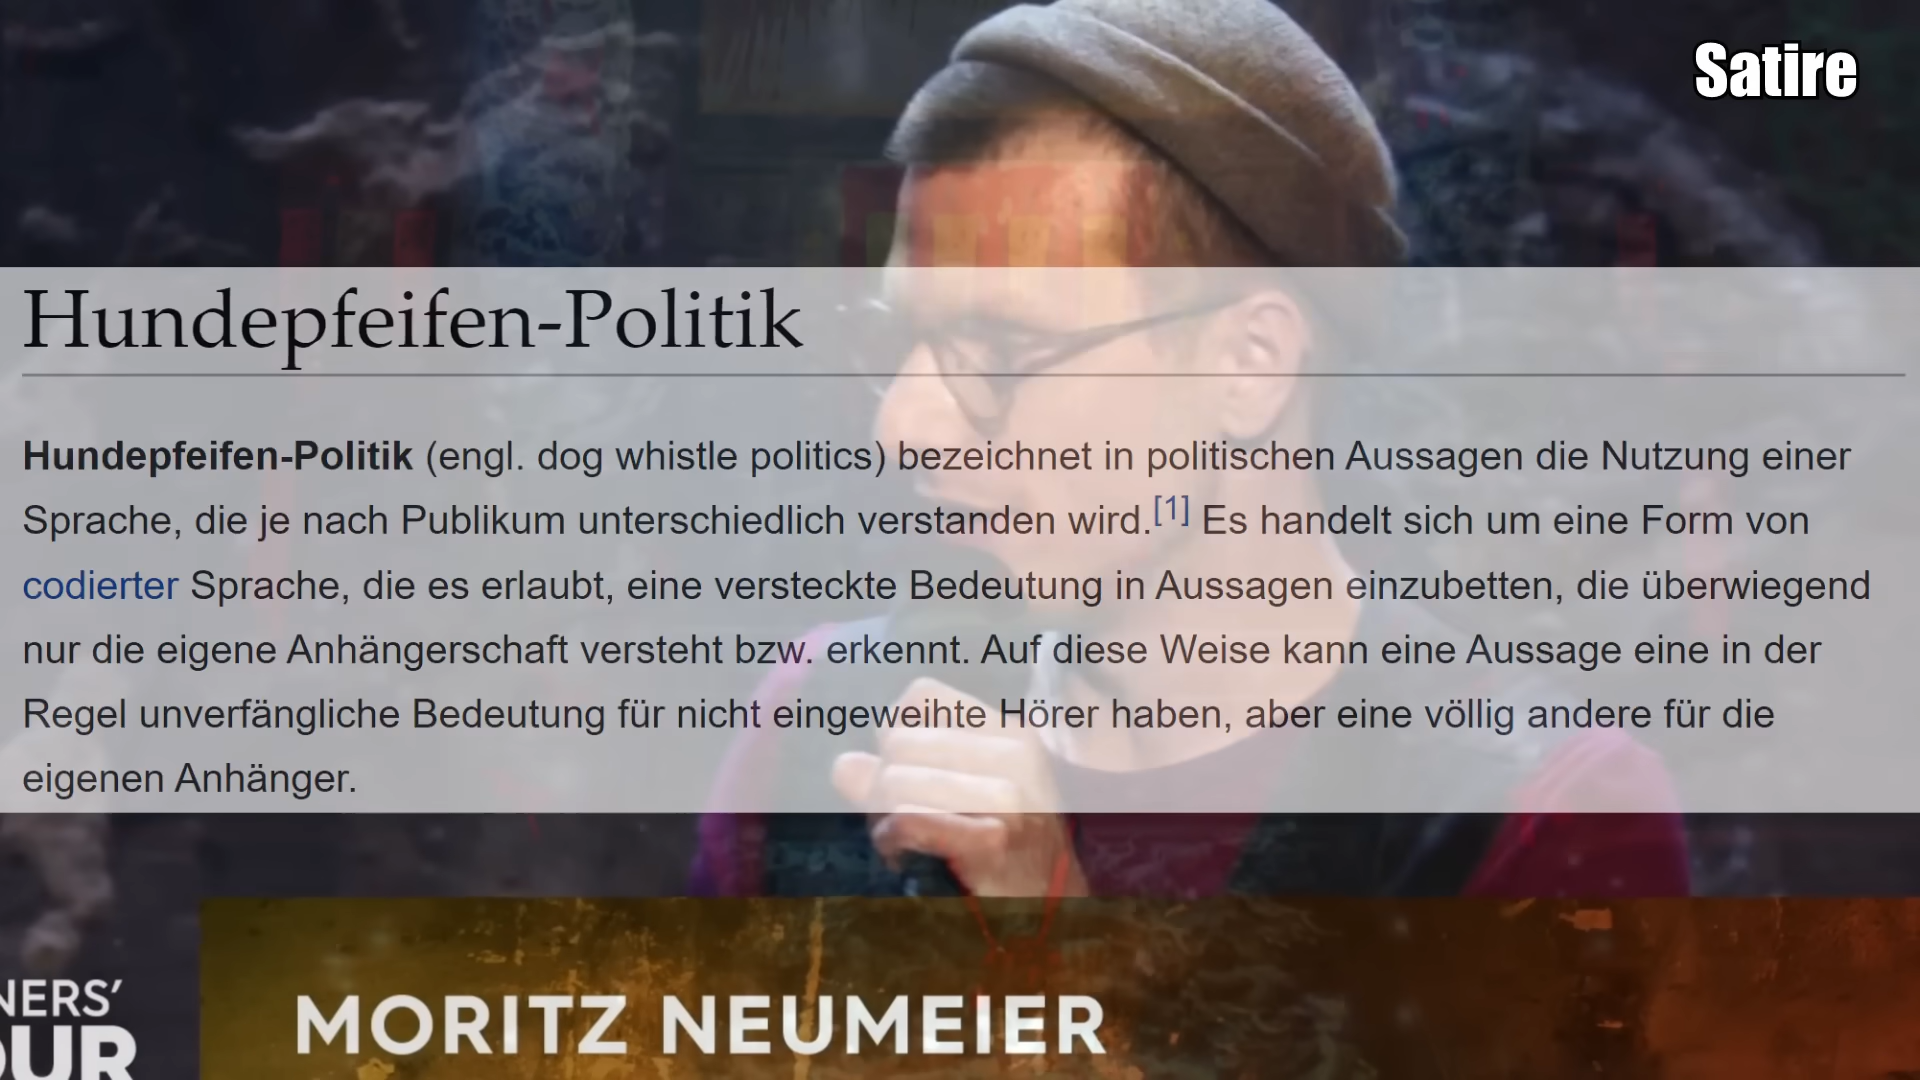 Satire
Hundepfeifen-Politik
Hundepfeifen-Politik (engl. dog whistle politics) bezeichnet in politischen Aussagen die Nutzung einer
Sprache, die je nach Publikum unterschiedlich verstanden wird.[1] Es handelt sich um eine Form von
codierter Sprache, die es erlaubt, eine versteckte Bedeutung in Aussagen einzubetten, die überwiegend
nur die eigene Anhängerschaft versteht bzw. erkennt. Auf diese Weise kann eine Aussage eine in der
Regel unverfängliche Bedeutung für nicht eingeweihte Hörer haben, aber eine völlig andere für die
eigenen Anhänger.
NERS’
OUR
MORITZ NEUMEIER